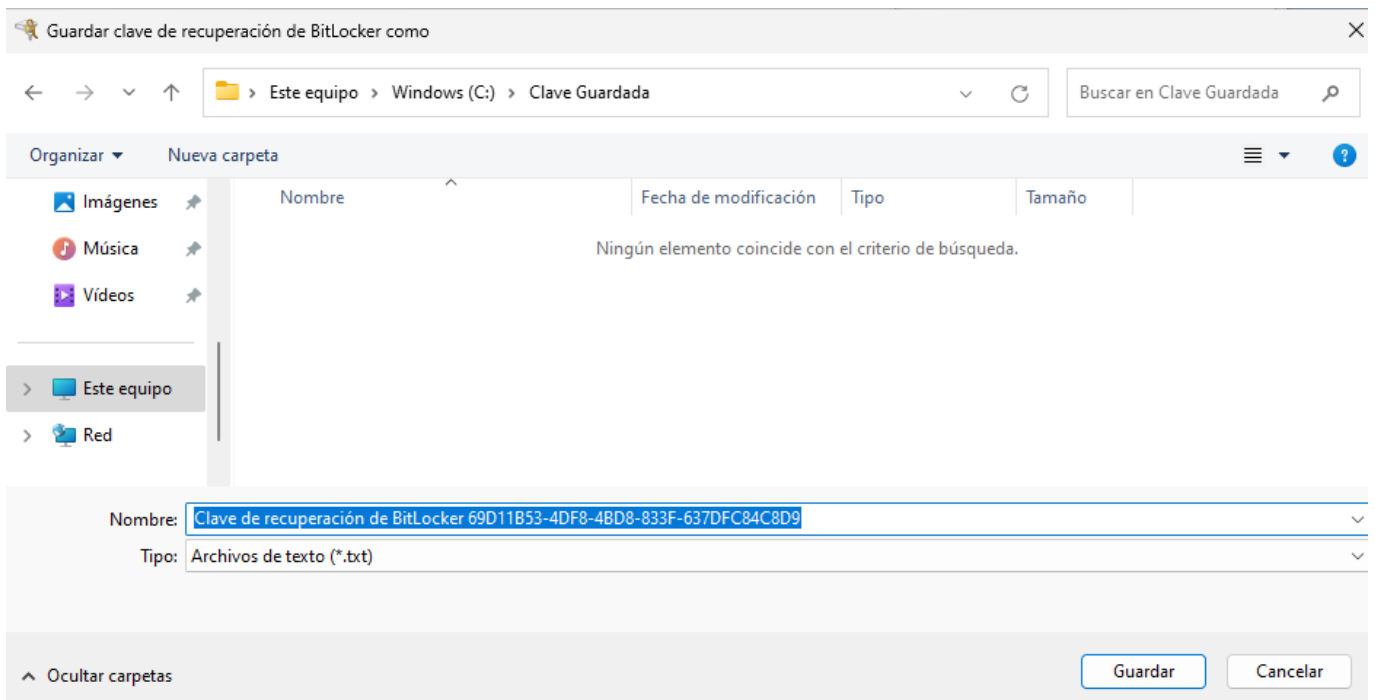 Guardar clave de recuperación de BitLocker como
Este equipo > Windows (C:) > Clave Guardada
Buscar en Clave Guardada
Organizar
Nueva carpeta
Nombre
Fecha de modificación
Tipo
Tamaño
Imágenes
Música
Vídeos
Este equipo
Red
Ningún elemento coincide con el criterio de búsqueda.
Nombre: Clave de recuperación de BitLocker 69D11B53-4DF8-4BD8-833F-637DFC84C8D9
Tipo: Archivos de texto (*.txt)
Ocultar carpetas
Guardar
Cancelar